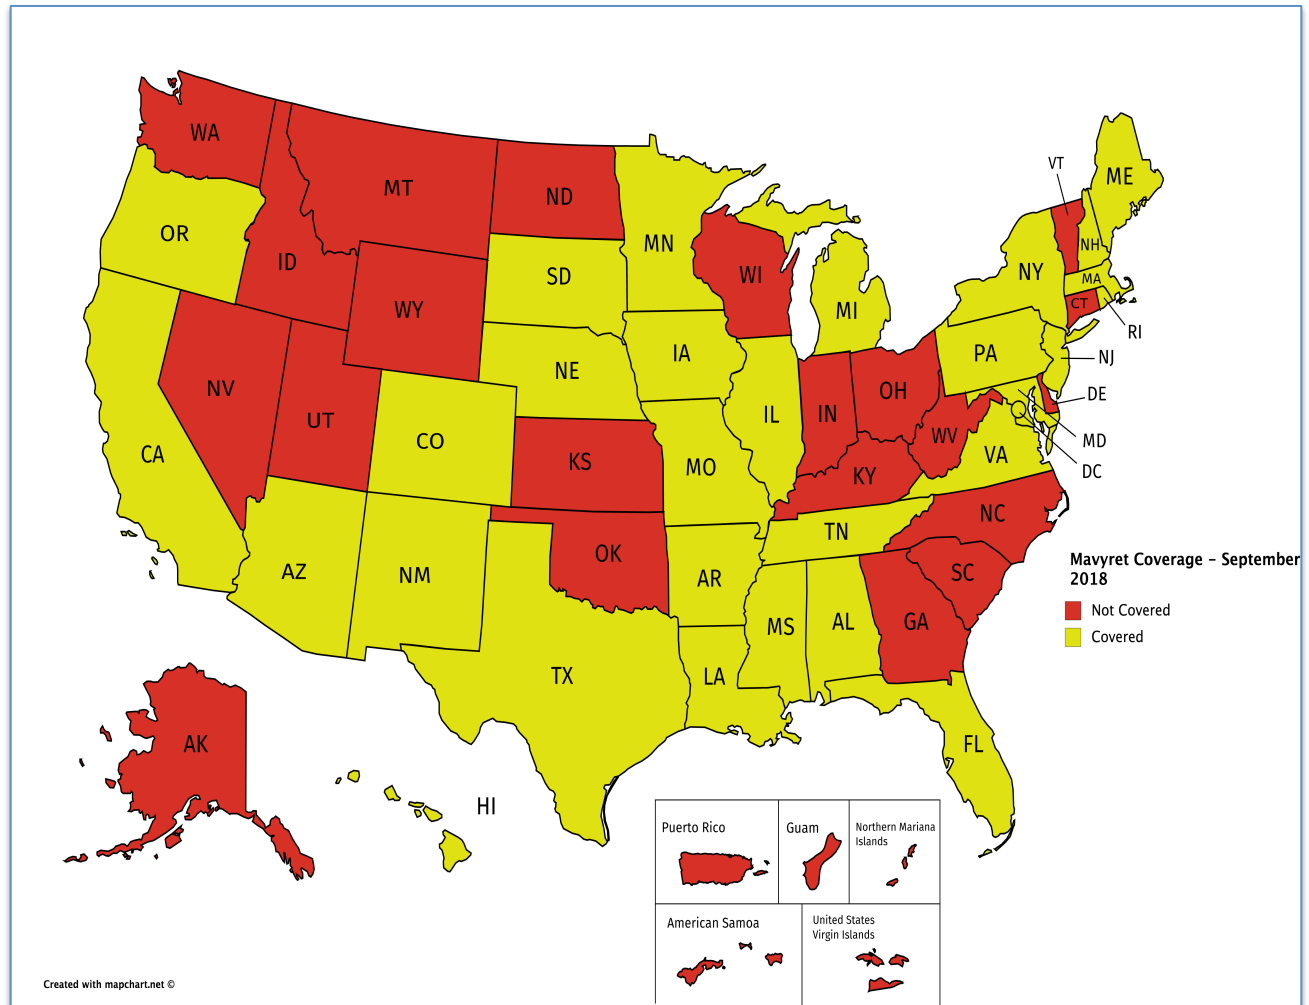 WA
MT
ND
VT
ME
OR
ID
MN
SD
WI
NH
NY
MA
WY
MI
CT
RI
NE
IA
PA
NJ
NV
UT
OH
DE
CO
IL
IN
WV
MD
CA
KS
MO
KY
VA
DC
NC
TN
OK
AZ
NM
AR
SC
Mavyret Coverage – September
2018
Not Covered
Covered
MS
AL
GA
TX
LA
AK
FL
HI
Puerto Rico
Guam
Northern Mariana
Islands
American Samoa
United States
Virgin Islands
Created with mapchart.net ©